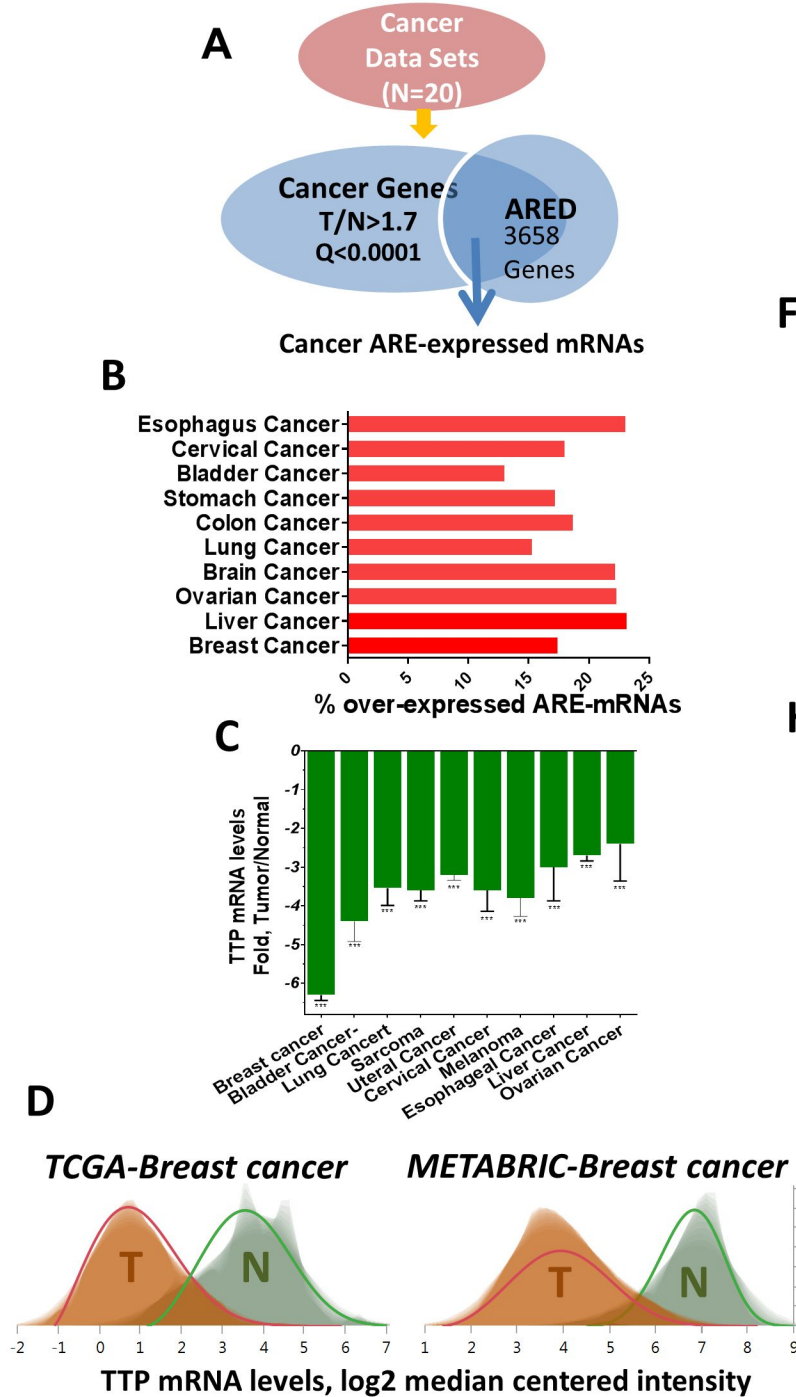 A
Cancer
Data Sets
(N=20)
Cancer Genes
T/N>1.7
Q<0.0001
ARED
3658
Genes
F
Cancer ARE-expressed mRNAs
B
Esophagus Cancer
Cervical Cancer
Bladder Cancer
Stomach Cancer
Colon Cancer
Lung Cancer
Brain Cancer
Ovarian Cancer
Liver Cancer
Breast Cancer
0 5 10 15 20 25
% over-expressed ARE-mRNAs
C
TTP mRNA levels
Fold, Tumor/Normal
0
-1
-2
-3
-4
-5
-6
*** *** *** *** *** *** *** *** *** ***
Breast cancer
Bladder Cancer-
Lung Cancert
Sarcoma
Uteral Cancer
Cervical Cancer
Melanoma
Esophageal Cancer
Liver Cancer
Ovarian Cancer
D
TCGA-Breast cancer
METABRIC-Breast cancer
T N T N
-2 -1 0 1 2 3 4 5 6 7
1 2 3 4 5 6 7 8 9
TTP mRNA levels, log2 median centered intensity